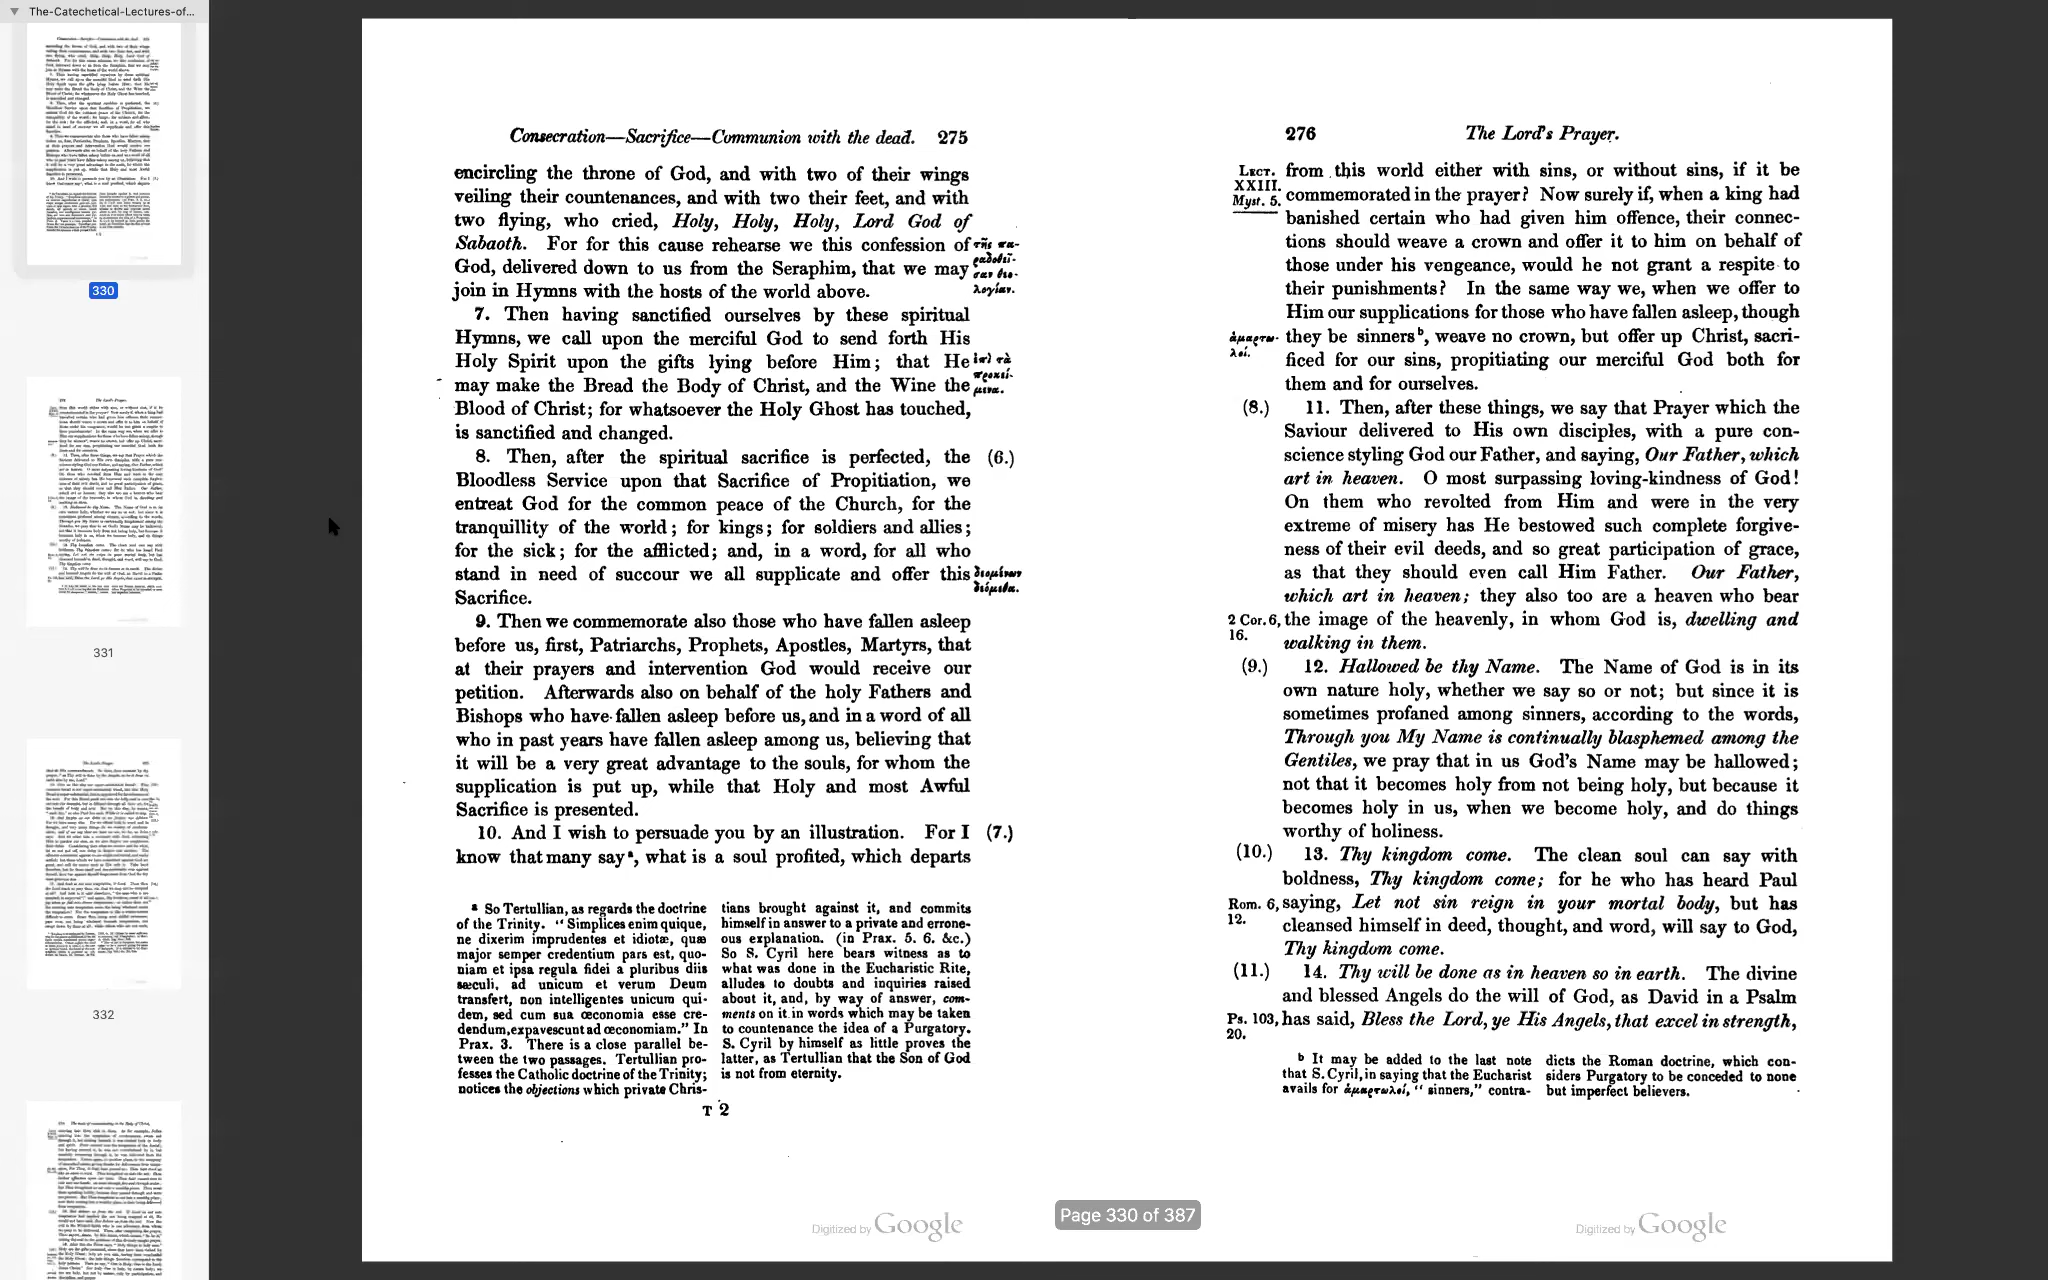 The-Catechetical-Lectures-of...
330
331
332
Consecration—Sacrifice—Communion with the dead. 275
encircling the throne of God, and with two of their wings
veiling their countenances, and with two their feet, and with
two flying, who cried, Holy, Holy, Holy, Lord God of
Sabaoth. For for this cause rehearse we this confession of
God, delivered down to us from the Seraphim, that we may
join in Hymns with the hosts of the world above.
7. Then having sanctified ourselves by these spiritual
Hymns, we call upon the merciful God to send forth His
Holy Spirit upon the gifts lying before Him; that He
may make the Bread the Body of Christ, and the Wine the
Blood of Christ; for whatsoever the Holy Ghost has touched,
is sanctified and changed.
8. Then, after the spiritual sacrifice is perfected, the (6.)
Bloodless Service upon that Sacrifice of Propitiation, we
entreat God for the common peace of the Church, for the
tranquillity of the world; for kings; for soldiers and allies;
for the sick; for the afflicted; and, in a word, for all who
stand in need of succour we all supplicate and offer this
Sacrifice.
9. Then we commemorate also those who have fallen asleep
before us, first, Patriarchs, Prophets, Apostles, Martyrs, that
at their prayers and intervention God would receive our
petition. Afterwards also on behalf of the holy Fathers and
Bishops who have fallen asleep before us, and in a word of all
who in past years have fallen asleep among us, believing that
it will be a very great advantage to the souls, for whom the
supplication is put up, while that Holy and most Awful
Sacrifice is presented.
10. And I wish to persuade you by an illustration. For I (7.)
know that many say a, what is a soul profited, which departs
a So Tertullian, as regards the doctrine
of the Trinity. "Simplices enim quique,
ne dixerim imprudentes et idiotæ, quæ
major semper credentium pars est, quo-
niam et ipsa regula fidei a pluribus diis
sæculi, ad unicum et verum Deum
transfert, non intelligentes unicum qui-
dem, sed cum sua œconomia esse cre-
dendum, expavescunt ad œconomiam." In
Prax. 3. There is a close parallel be-
tween the two passages. Tertullian pro-
fesses the Catholic doctrine of the Trinity;
notices the objections which private Chris-
tians brought against it, and commits
himself in answer to a private and errone-
ous explanation. (in Prax. 5. 6. &c.)
So S. Cyril here bears witness as to
what was done in the Eucharistic Rite,
alludes to doubts and inquiries raised
about it, and, by way of answer, com-
ments on it in words which may be taken
to countenance the idea of a Purgatory.
S. Cyril by himself as little proves the
latter, as Tertullian that the Son of God
is not from eternity.
T 2
Digitized by Google
276 The Lord's Prayer.
LECT. from this world either with sins, or without sins, if it be
XXIII. commemorated in the prayer? Now surely if, when a king had
Myst. 5. banished certain who had given him offence, their connec-
tions should weave a crown and offer it to him on behalf of
those under his vengeance, would he not grant a respite to
their punishments? In the same way we, when we offer to
Him our supplications for those who have fallen asleep, though
ἁμαρτω- they be sinners b, weave no crown, but offer up Christ, sacri-
λοί. ficed for our sins, propitiating our merciful God both for
them and for ourselves.
(8.) 11. Then, after these things, we say that Prayer which the
Saviour delivered to His own disciples, with a pure con-
science styling God our Father, and saying, Our Father, which
art in heaven. O most surpassing loving-kindness of God!
On them who revolted from Him and were in the very
extreme of misery has He bestowed such complete forgive-
ness of their evil deeds, and so great participation of grace,
as that they should even call Him Father. Our Father,
which art in heaven; they also too are a heaven who bear
2 Cor. 6, the image of the heavenly, in whom God is, dwelling and
16. walking in them.
(9.) 12. Hallowed be thy Name. The Name of God is in its
own nature holy, whether we say so or not; but since it is
sometimes profaned among sinners, according to the words,
Through you My Name is continually blasphemed among the
Gentiles, we pray that in us God's Name may be hallowed;
not that it becomes holy from not being holy, but because it
becomes holy in us, when we become holy, and do things
worthy of holiness.
(10.) 13. Thy kingdom come. The clean soul can say with
boldness, Thy kingdom come; for he who has heard Paul
Rom. 6, saying, Let not sin reign in your mortal body, but has
12. cleansed himself in deed, thought, and word, will say to God,
Thy kingdom come.
(11.) 14. Thy will be done as in heaven so in earth. The divine
and blessed Angels do the will of God, as David in a Psalm
Ps. 103, has said, Bless the Lord, ye His Angels, that excel in strength,
20.
b It may be added to the last note
that S. Cyril, in saying that the Eucharist
avails for ἁμαρτωλοί, "sinners," contra-
dicts the Roman doctrine, which con-
siders Purgatory to be conceded to none
but imperfect believers.
Page 330 of 387
Digitized by Google